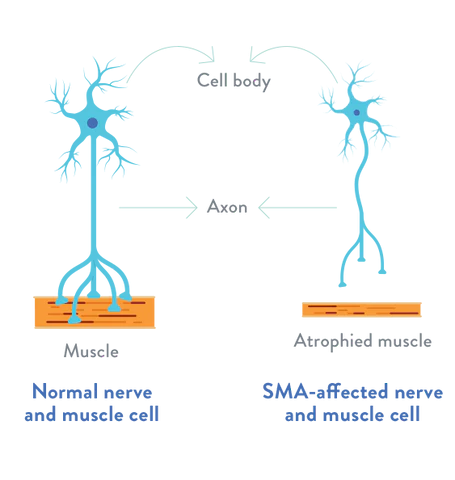 Cell body
Axon
Muscle
Atrophied muscle
Normal nerve
and muscle cell
SMA-affected nerve
and muscle cell